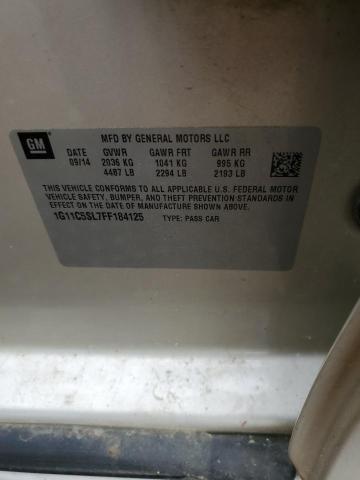 GM
MFD BY GENERAL MOTORS LLC
DATE GVWR GAWR FRT GAWR RR
09/14 2036 KG 1041 KG 995 KG
4487 LB 2294 LB 2193 LB
THIS VEHICLE CONFORMS TO ALL APPLICABLE U.S. FEDERAL MOTOR
VEHICLE SAFETY, BUMPER, AND THEFT PREVENTION STANDARDS IN
EFFECT ON THE DATE OF MANUFACTURE SHOWN ABOVE.
1G11C5SL7FF184125 TYPE: PASS CAR